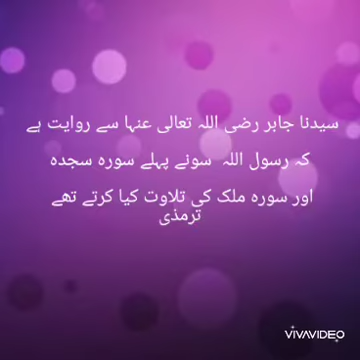 سیدنا جابر رضی اللہ تعالی عنہا سے روایت ہے
کہ رسول اللہ سونے پہلے سورہ سجدہ
اور سورہ ملک کی تلاوت کیا کرتے تھے
ترمذی
VIVAVIDEO